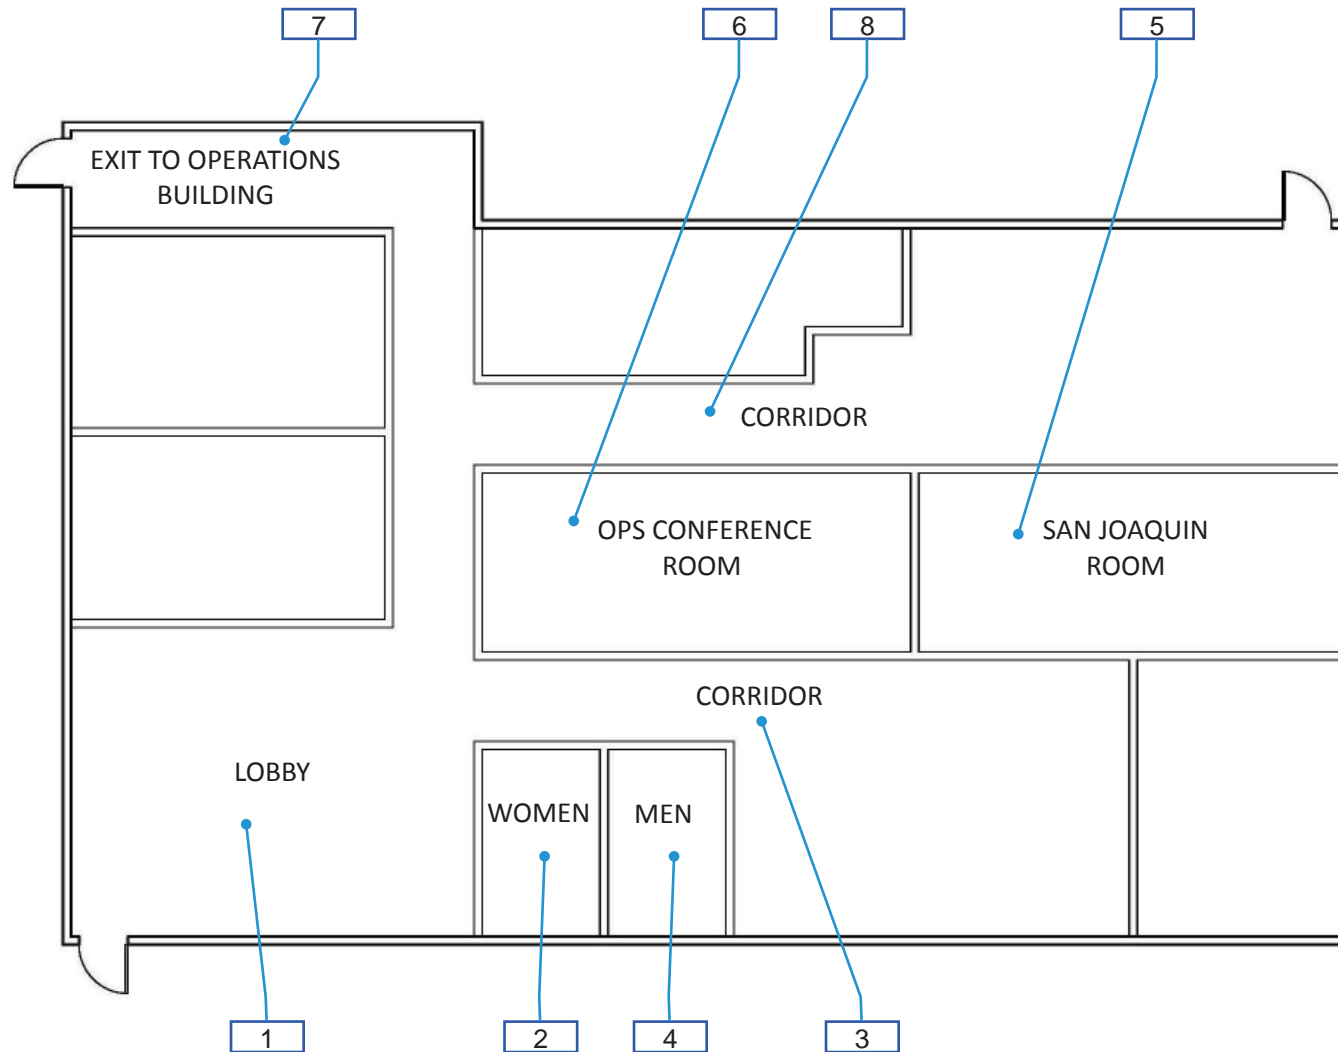 7
6
8
5
EXIT TO OPERATIONS
BUILDING
CORRIDOR
OPS CONFERENCE
ROOM
SAN JOAQUIN
ROOM
CORRIDOR
LOBBY
WOMEN
MEN
1
2
4
3